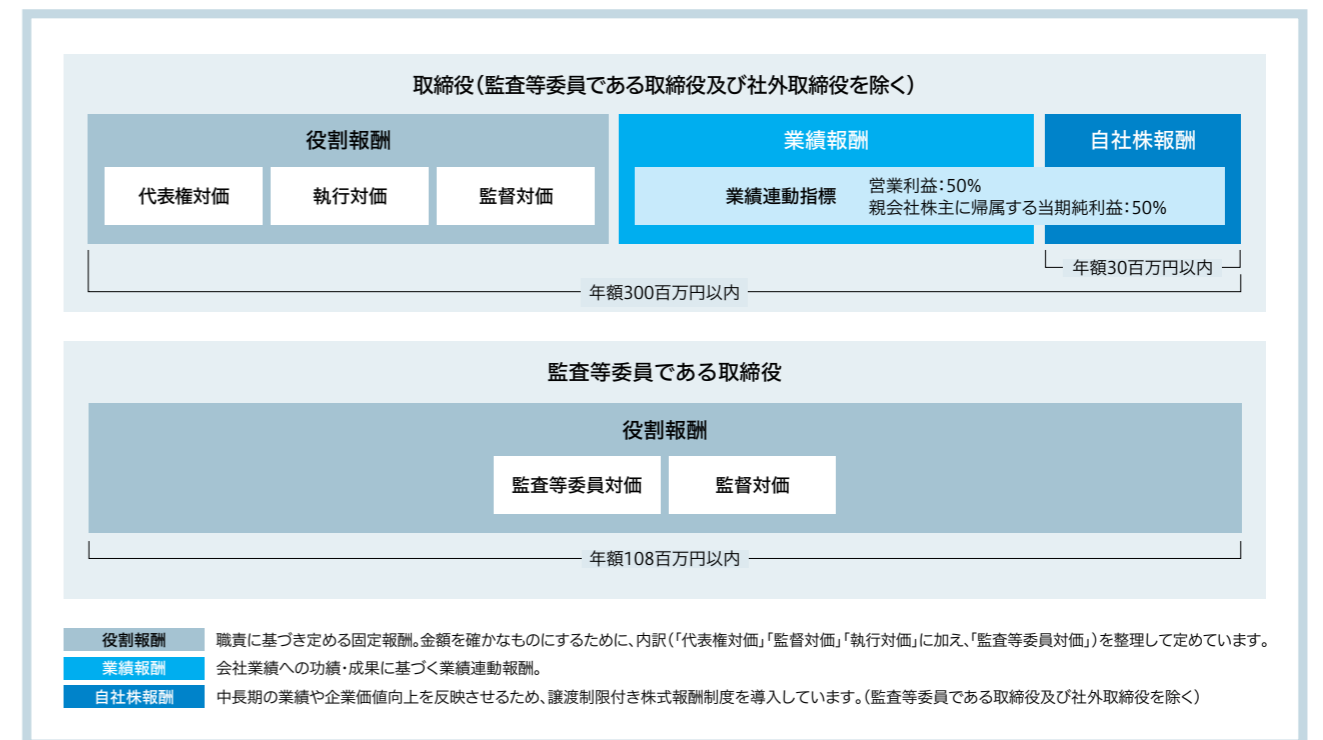 取締役(監査等委員である取締役及び社外取締役を除く)
役割報酬
代表権対価
執行対価
監督対価
業績報酬
自社株報酬
業績連動指標
営業利益:50%
親会社株主に帰属する当期純利益:50%
年額30百万円以内
年額300百万円以内
監査等委員である取締役
役割報酬
監査等委員対価
監督対価
年額108百万円以内
役割報酬 職責に基づき定める固定報酬。金額を確かなものにするために、内訳(「代表権対価」「監督対価」「執行対価」に加え、「監査等委員対価」)を整理して定めています。
業績報酬 会社業績への功績・成果に基づく業績連動報酬。
自社株報酬 中長期の業績や企業価値向上を反映させるため、譲渡制限付き株式報酬制度を導入しています。(監査等委員である取締役及び社外取締役を除く)